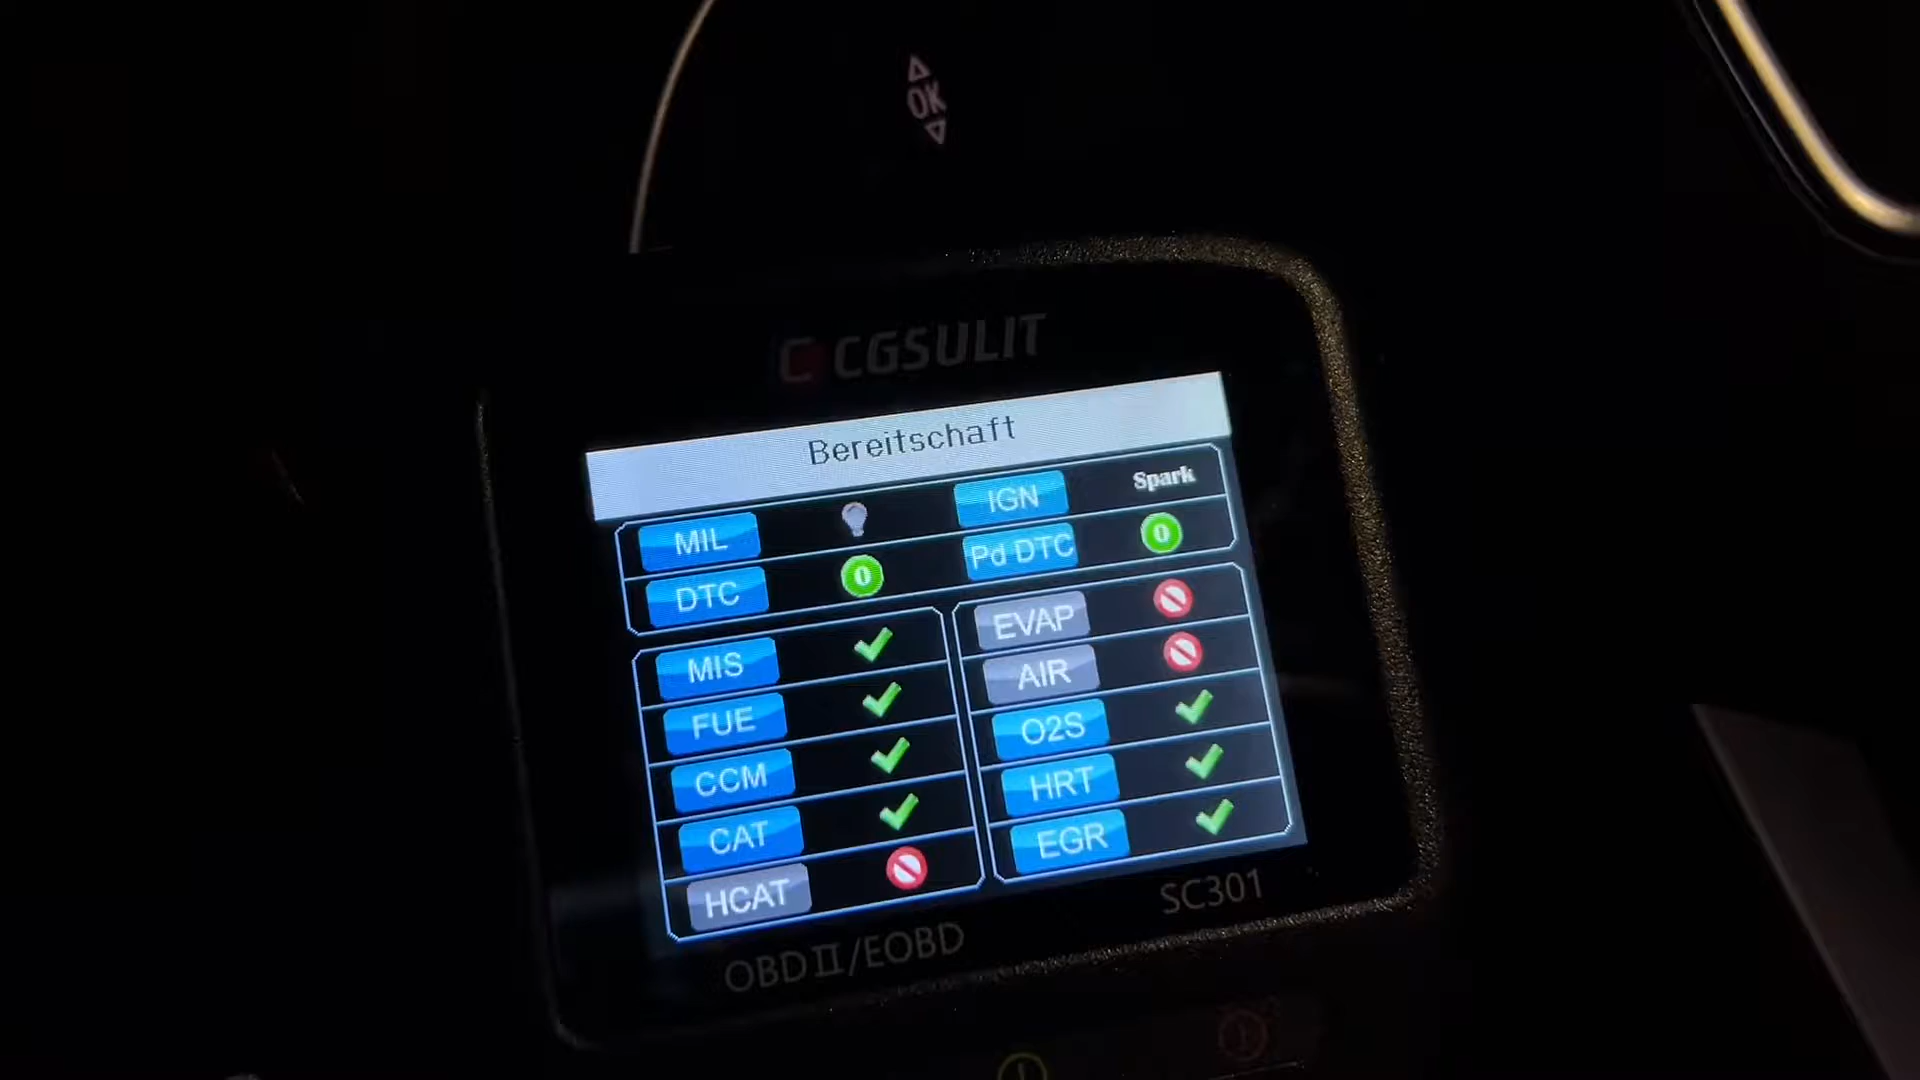 OK
CGSULIT
Bereitschaft
MIL
IGN Spark
DTC 0
Pd DTC 0
MIS
FUE
CCM
CAT
HCAT
EVAP
AIR
O2S
HRT
EGR
OBDII/EOBD
SC301